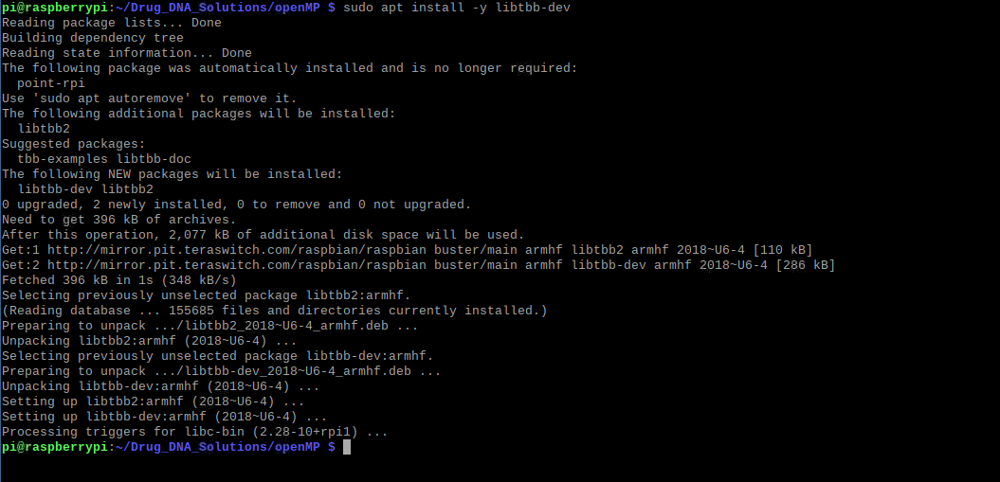 pi@raspberrypi:~/Drug_DNA_Solutions/openMP $ sudo apt install -y libtbb-dev
Reading package lists... Done
Building dependency tree
Reading state information... Done
The following package was automatically installed and is no longer required:
  point-rpi
Use 'sudo apt autoremove' to remove it.
The following additional packages will be installed:
  libtbb2
Suggested packages:
  tbb-examples libtbb-doc
The following NEW packages will be installed:
  libtbb-dev libtbb2
0 upgraded, 2 newly installed, 0 to remove and 0 not upgraded.
Need to get 396 kB of archives.
After this operation, 2,077 kB of additional disk space will be used.
Get:1 http://mirror.pit.teraswitch.com/raspbian/raspbian buster/main armhf libtbb2 armhf 2018~U6-4 [110 kB]
Get:2 http://mirror.pit.teraswitch.com/raspbian/raspbian buster/main armhf libtbb-dev armhf 2018~U6-4 [286 kB]
Fetched 396 kB in 1s (348 kB/s)
Selecting previously unselected package libtbb2:armhf.
(Reading database ... 155685 files and directories currently installed.)
Preparing to unpack .../libtbb2_2018~U6-4_armhf.deb ...
Unpacking libtbb2:armhf (2018~U6-4) ...
Selecting previously unselected package libtbb-dev:armhf.
Preparing to unpack .../libtbb-dev_2018~U6-4_armhf.deb ...
Unpacking libtbb-dev:armhf (2018~U6-4) ...
Setting up libtbb2:armhf (2018~U6-4) ...
Setting up libtbb-dev:armhf (2018~U6-4) ...
Processing triggers for libc-bin (2.28-10+rpi1) ...
pi@raspberrypi:~/Drug_DNA_Solutions/openMP $